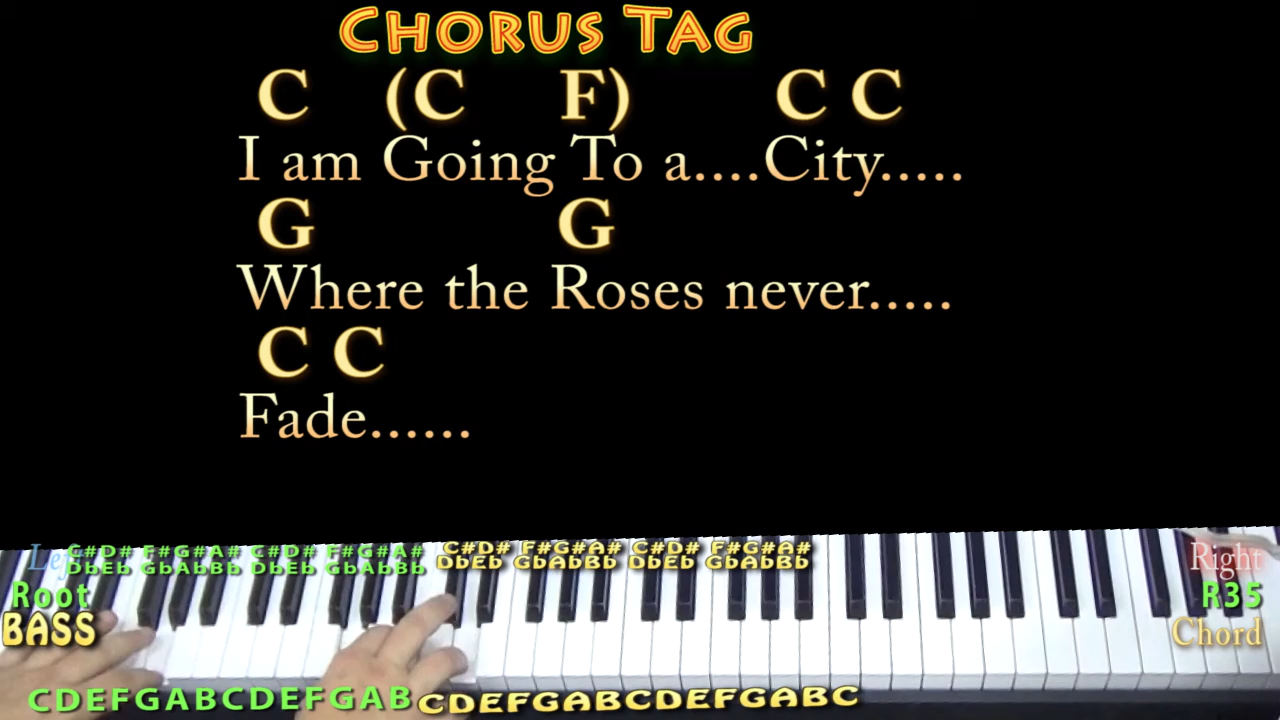 CHORUS TAG
C (C F) C C
I am Going To a....City.....
G G
Where the Roses never.....
C C
Fade......
Left C#D# F#G#A# C#D# F#G#A# C#D# F#G#A# C#D# F#G#A# Right
DbEb GbAbBb DbEb GbAbBb DbEb GbAbBb DbEb GbAbBb
Root R35
BASS Chord
CDEFGABCDEFGAB CDEFGABCDEFGABC